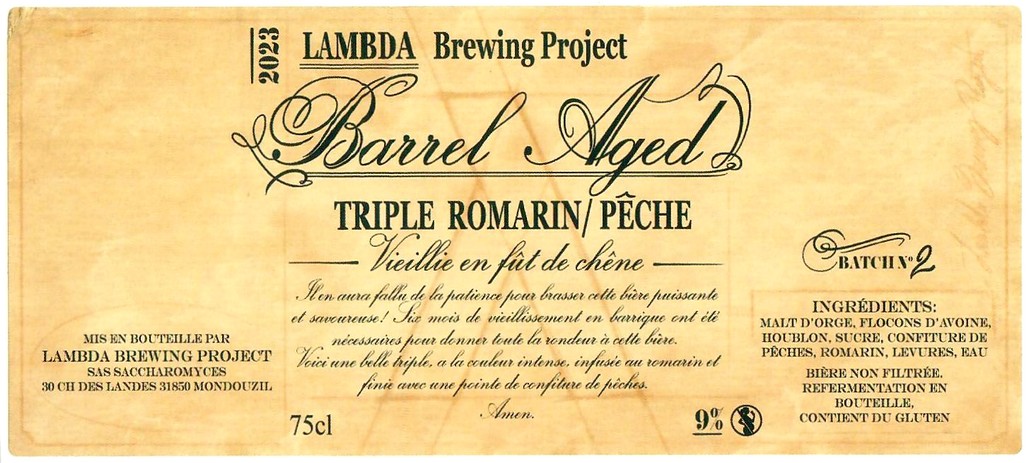 2023
LAMBDA Brewing Project
Barrel Aged
TRIPLE ROMARIN/ PÊCHE
Vieillie en fût de chêne
Il en aura fallu de la patience pour brasser cette bière puissante
et savoureuse! Six mois de vieillissement en barrique ont été
nécessaires pour donner toute la rondeur à cette bière.
Voici une belle triple, a la couleur intense, infusée au romarin et
finie avec une pointe de confiture de pêches.
Amen.
75cl
9%
MIS EN BOUTEILLE PAR
LAMBDA BREWING PROJECT
SAS SACCHAROMYCES
30 CH DES LANDES 31850 MONDOUZIL
BATCH Nº 2
INGRÉDIENTS:
MALT D'ORGE, FLOCONS D'AVOINE,
HOUBLON, SUCRE, CONFITURE DE
PÊCHES, ROMARIN, LEVURES, EAU
BIÈRE NON FILTRÉE.
REFERMENTATION EN
BOUTEILLE,
CONTIENT DU GLUTEN